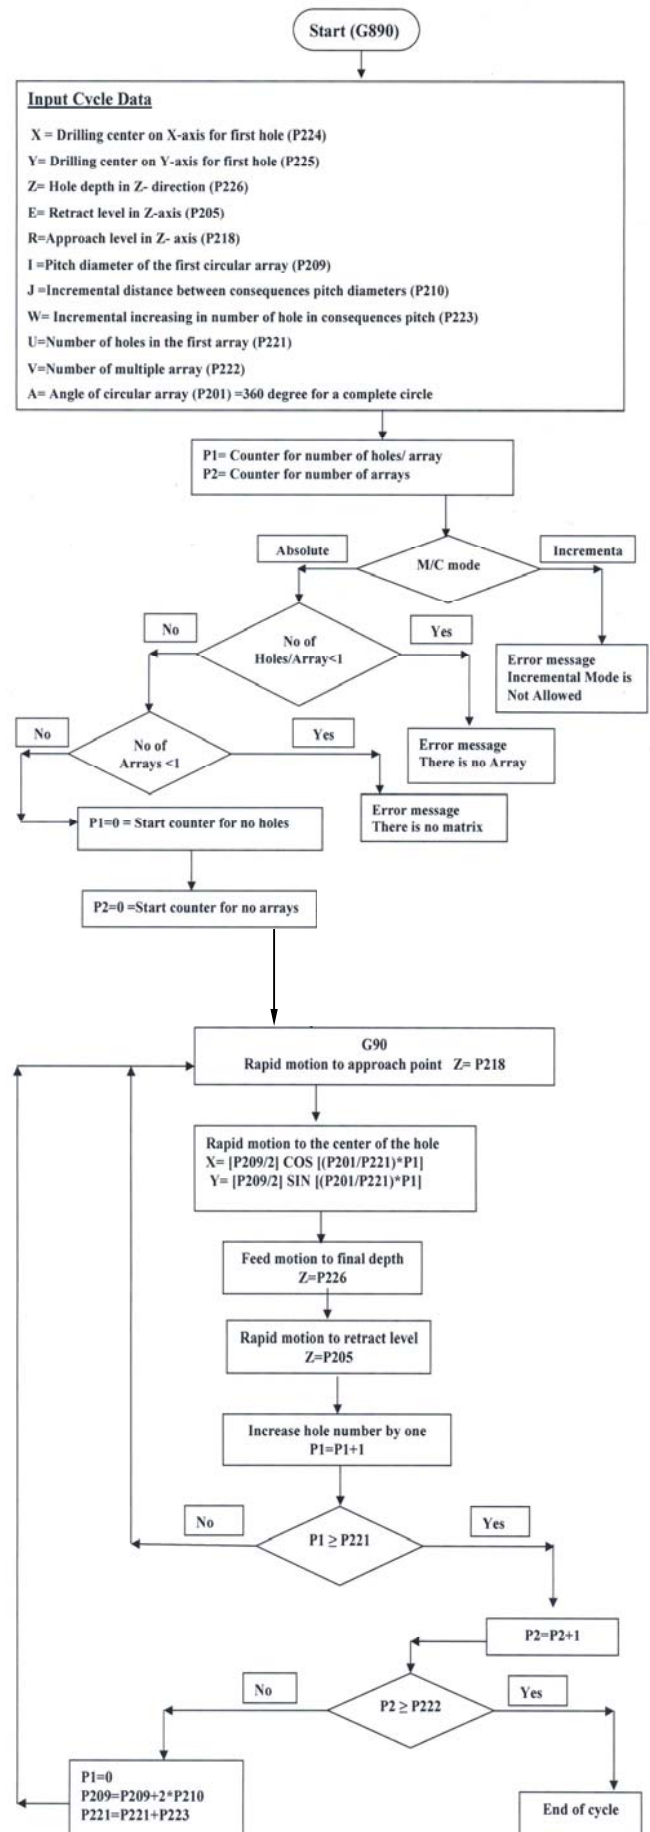 Start (G890)
Input Cycle Data
X = Drilling center on X-axis for first hole (P224)
Y= Drilling center on Y-axis for first hole (P225)
Z= Hole depth in Z- direction (P226)
E= Retract level in Z-axis (P205)
R=Approach level in Z- axis (P218)
I =Pitch diameter of the first circular array (P209)
J =Incremental distance between consequences pitch diameters (P210)
W= Incremental increasing in number of hole in consequences pitch (P223)
U=Number of holes in the first array (P221)
V=Number of multiple array (P222)
A= Angle of circular array (P201) =360 degree for a complete circle
P1= Counter for number of holes/ array
P2= Counter for number of arrays
Absolute
M/C mode
Incrementa
No
No of
Holes/Array<1
Yes
Error message
Incremental Mode is
Not Allowed
No
No of
Arrays <1
Yes
Error message
There is no Array
Error message
There is no matrix
P1=0 = Start counter for no holes
P2=0 =Start counter for no arrays
G90
Rapid motion to approach point Z= P218
Rapid motion to the center of the hole
X= [P209/2] COS [(P201/P221)*P1]
Y= [P209/2] SIN [(P201/P221)*P1]
Feed motion to final depth
Z=P226
Rapid motion to retract level
Z=P205
Increase hole number by one
P1=P1+1
No
P1 ≥ P221
Yes
P2=P2+1
No
P2 ≥ P222
Yes
P1=0
P209=P209+2*P210
P221=P221+P223
End of cycle